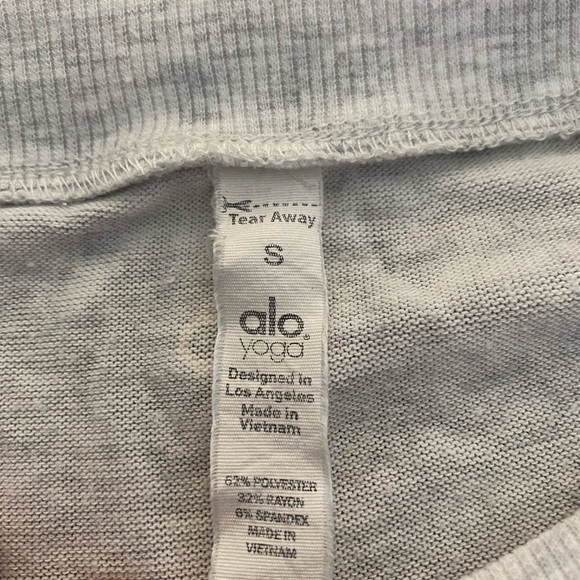 Tear Away
S
alo®
yoga
Designed in
Los Angeles
Made in
Vietnam
62% POLYESTER
32% RAYON
6% SPANDEX
MADE IN
VIETNAM